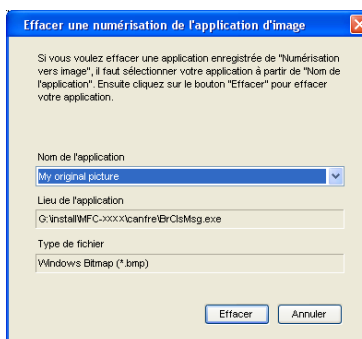 Effacer une numérisation de l'application d'image
Si vous voulez effacer une application enregistrée de "Numérisation
vers image", il faut sélectionner votre application à partir de "Nom de
l'application". Ensuite cliquez sur le bouton "Effacer" pour effacer
votre application.
Nom de l'application
My original picture
Lieu de l'application
G:\install\MFC-xxxx\canfre\BrClsMsg.exe
Type de fichier
Windows Bitmap (*.bmp)
Effacer
Annuler